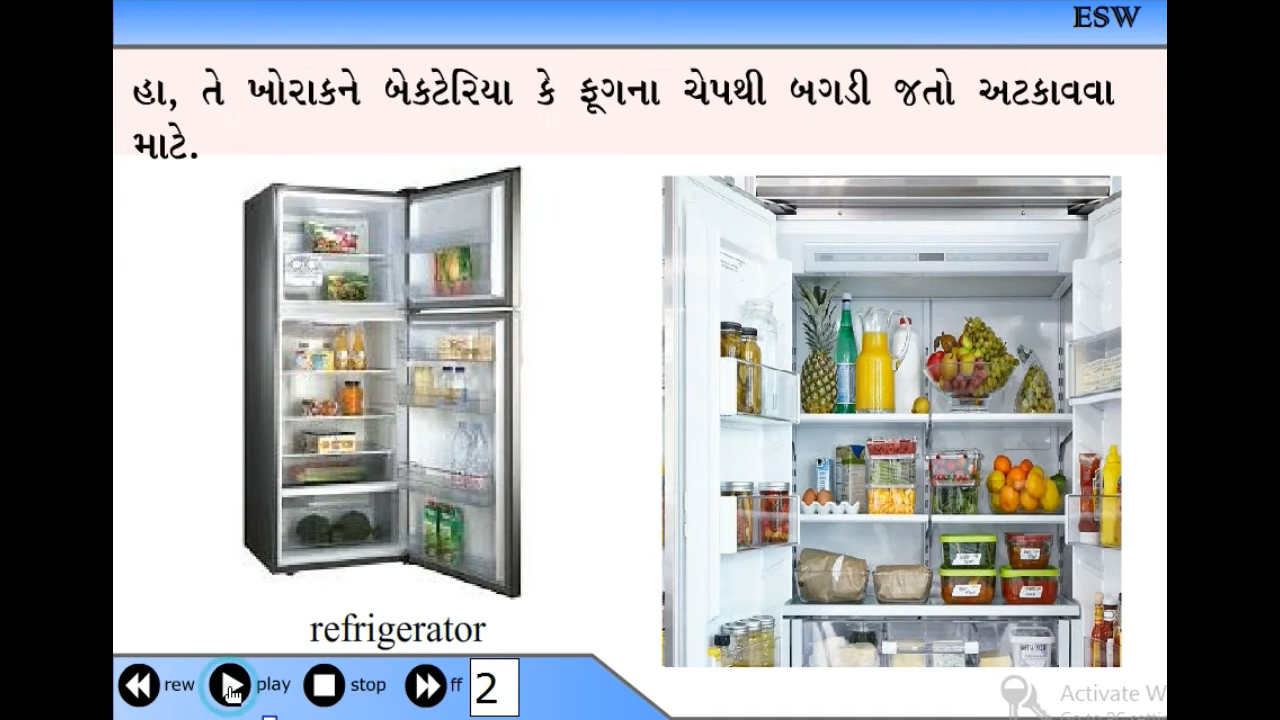 ESW
હા, તે ખોરાકને બેકટેરિયા કે ફૂગના ચેપથી બગડી જતો અટકાવવા
માટે.
refrigerator
rew play stop ff 2
Activate W